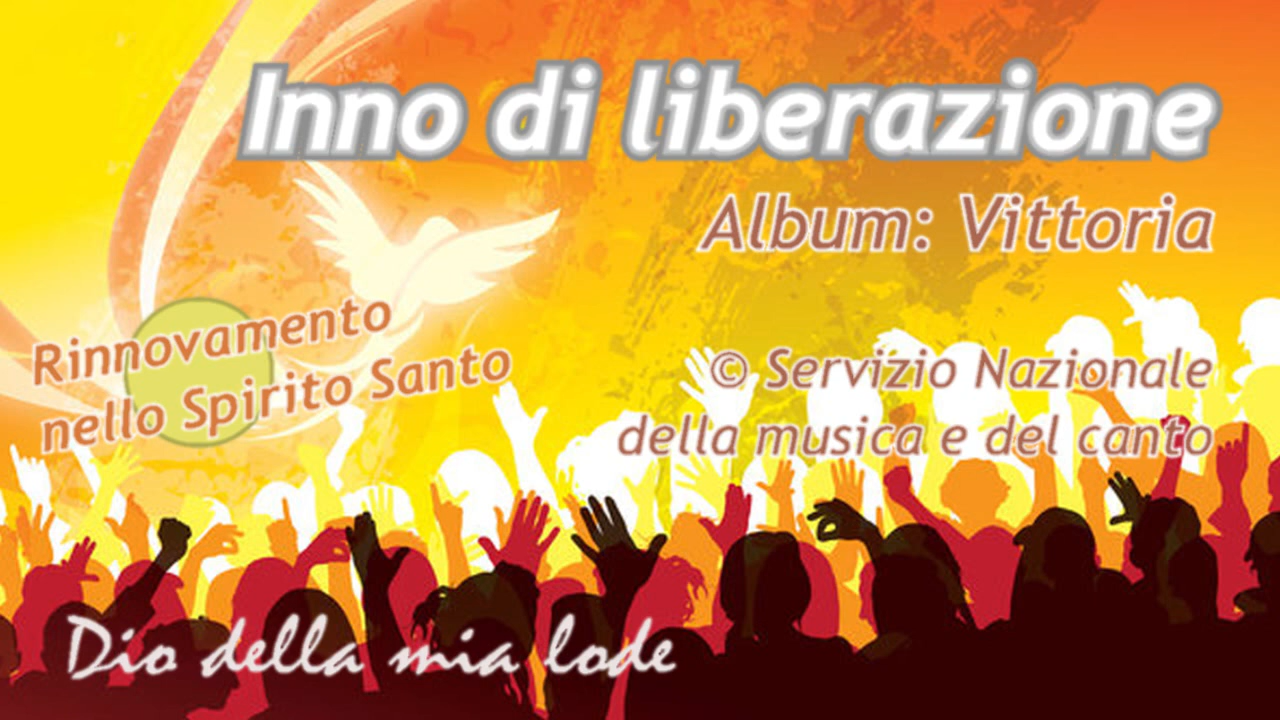 Inno di liberazione
Album: Vittoria
Rinnovamento
nello Spirito Santo
© Servizio Nazionale
della musica e del canto
Dio della mia lode